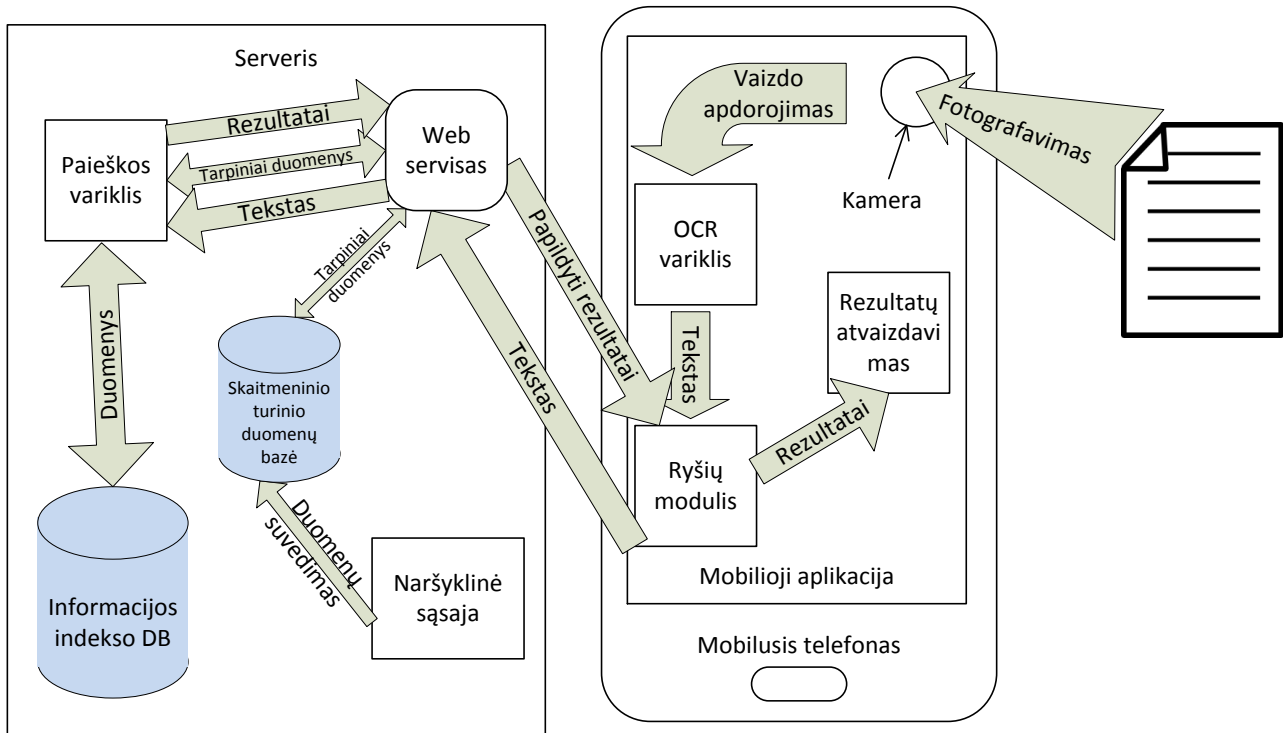 Serveris
Rezultatai
Tarpiniai duomenys
Tekstas
Paieškos
variklis
Web
servisas
Duomenys
Tarpiniai
duomenys
Skaitmeninio
turinio
duomenų
bazė
Informacijos
indekso DB
Duomenų
suvedimas
Naršyklinė
sąsaja
Papildyti rezultatai
Tekstas
Vaizdo
apdorojimas
Fotografavimas
Kamera
OCR
variklis
Tekstas
Rezultatų
atvaizdavi
mas
Rezultatai
Ryšių
modulis
Mobilioji aplikacija
Mobilusis telefonas